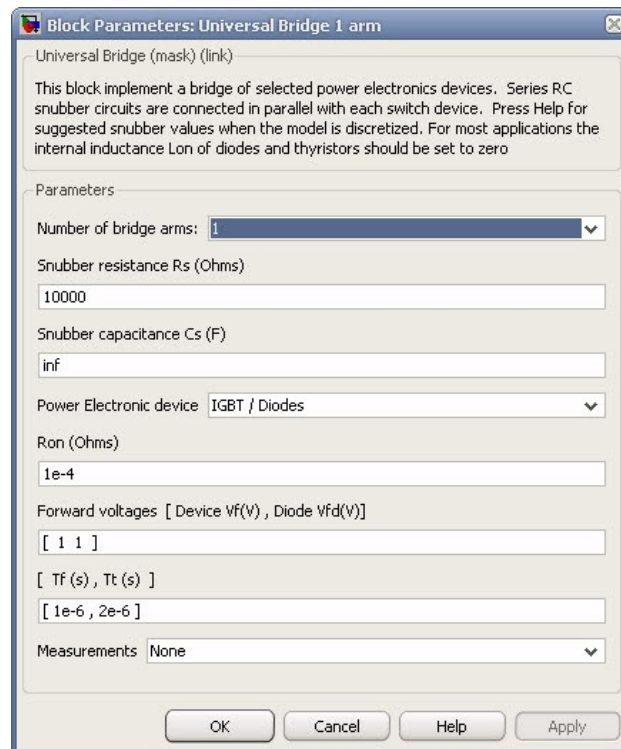 Block Parameters: Universal Bridge 1 arm
Universal Bridge (mask) (link)
This block implement a bridge of selected power electronics devices. Series RC
snubber circuits are connected in parallel with each switch device. Press Help for
suggested snubber values when the model is discretized. For most applications the
internal inductance Lon of diodes and thyristors should be set to zero
Parameters
Number of bridge arms: 1
Snubber resistance Rs (Ohms)
10000
Snubber capacitance Cs (F)
inf
Power Electronic device IGBT / Diodes
Ron (Ohms)
1e-4
Forward voltages [ Device Vf(V) , Diode Vfd(V)]
[ 1 1 ]
[ Tf (s) , Tt (s) ]
[ 1e-6 , 2e-6 ]
Measurements None
OK Cancel Help Apply